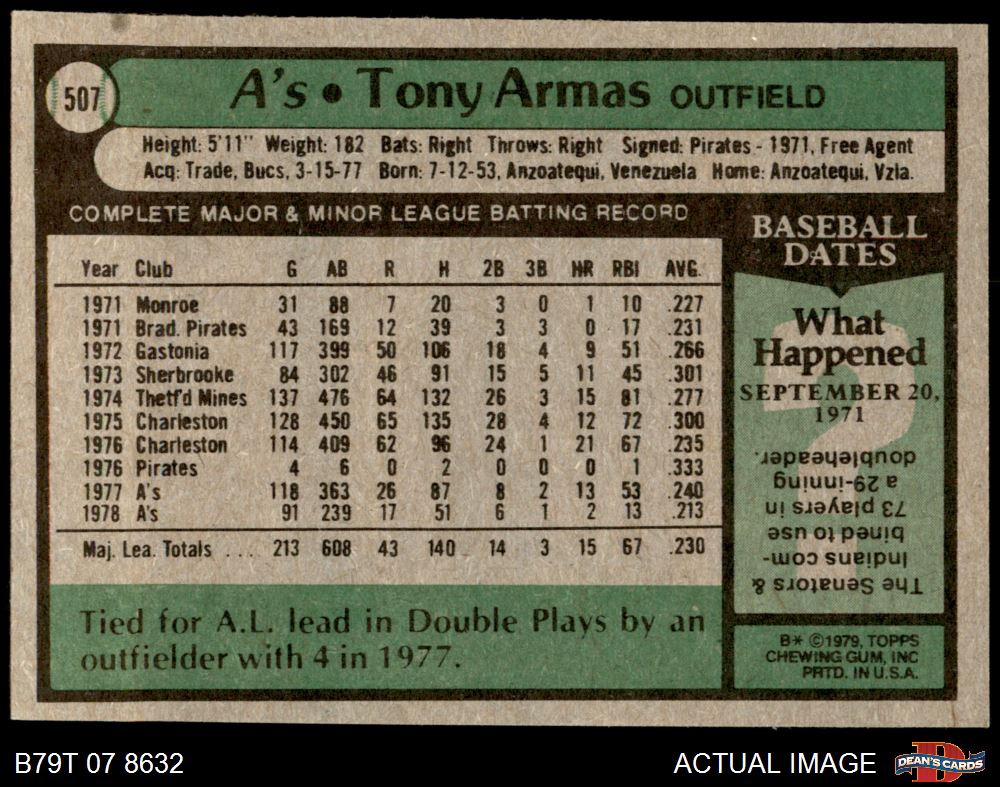 507
A's • Tony Armas OUTFIELD
Height: 5'11" Weight: 182 Bats: Right Throws: Right Signed: Pirates - 1971, Free Agent
Acq: Trade, Bucs, 3-15-77 Born: 7-12-53, Anzoatequi, Venezuela Home: Anzoatequi, Vzla.
COMPLETE MAJOR & MINOR LEAGUE BATTING RECORD
Year Club G AB R H 2B 3B HR RBI AVG.
1971 Monroe 31 88 7 20 3 0 1 10 .227
1971 Brad. Pirates 43 169 12 39 3 3 0 17 .231
1972 Gastonia 117 399 50 106 18 4 9 51 .266
1973 Sherbrooke 84 302 46 91 15 5 11 45 .301
1974 Thetf'd Mines 137 476 64 132 26 3 15 81 .277
1975 Charleston 128 450 65 135 28 4 12 72 .300
1976 Charleston 114 409 62 96 24 1 21 67 .235
1976 Pirates 4 6 0 2 0 0 0 1 .333
1977 A's 118 363 26 87 8 2 13 53 .240
1978 A's 91 239 17 51 6 1 2 13 .213
Maj. Lea. Totals ... 213 608 43 140 14 3 15 67 .230
Tied for A.L. lead in Double Plays by an
outfielder with 4 in 1977.
BASEBALL
DATES
What
Happened
SEPTEMBER 20,
1971
?
The Senators &
Indians com-
bined to use
73 players in
a 29-inning
doubleheader.
B* ©1979, TOPPS
CHEWING GUM, INC
PRTD. IN U.S.A.
B79T 07 8632
ACTUAL IMAGE
D
DEAN'S CARDS